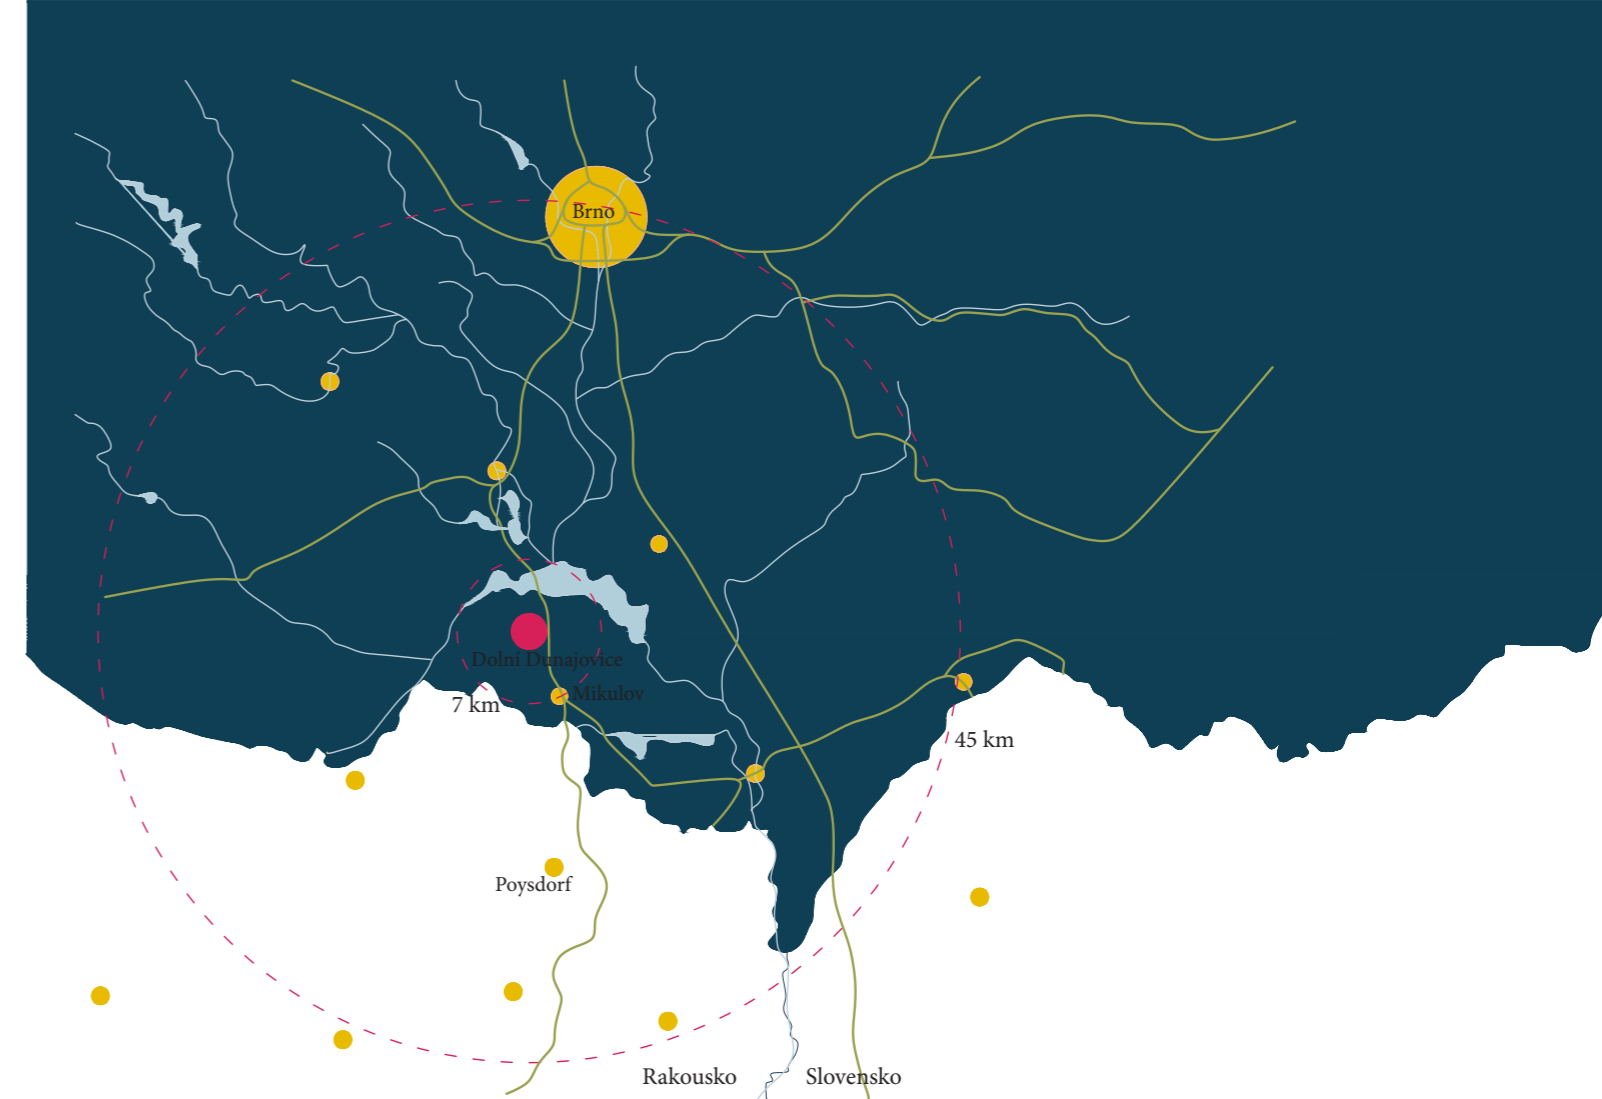 Brno
Dolní Dunajovice
Mikulov
7 km
45 km
Poysdorf
Rakousko
Slovensko